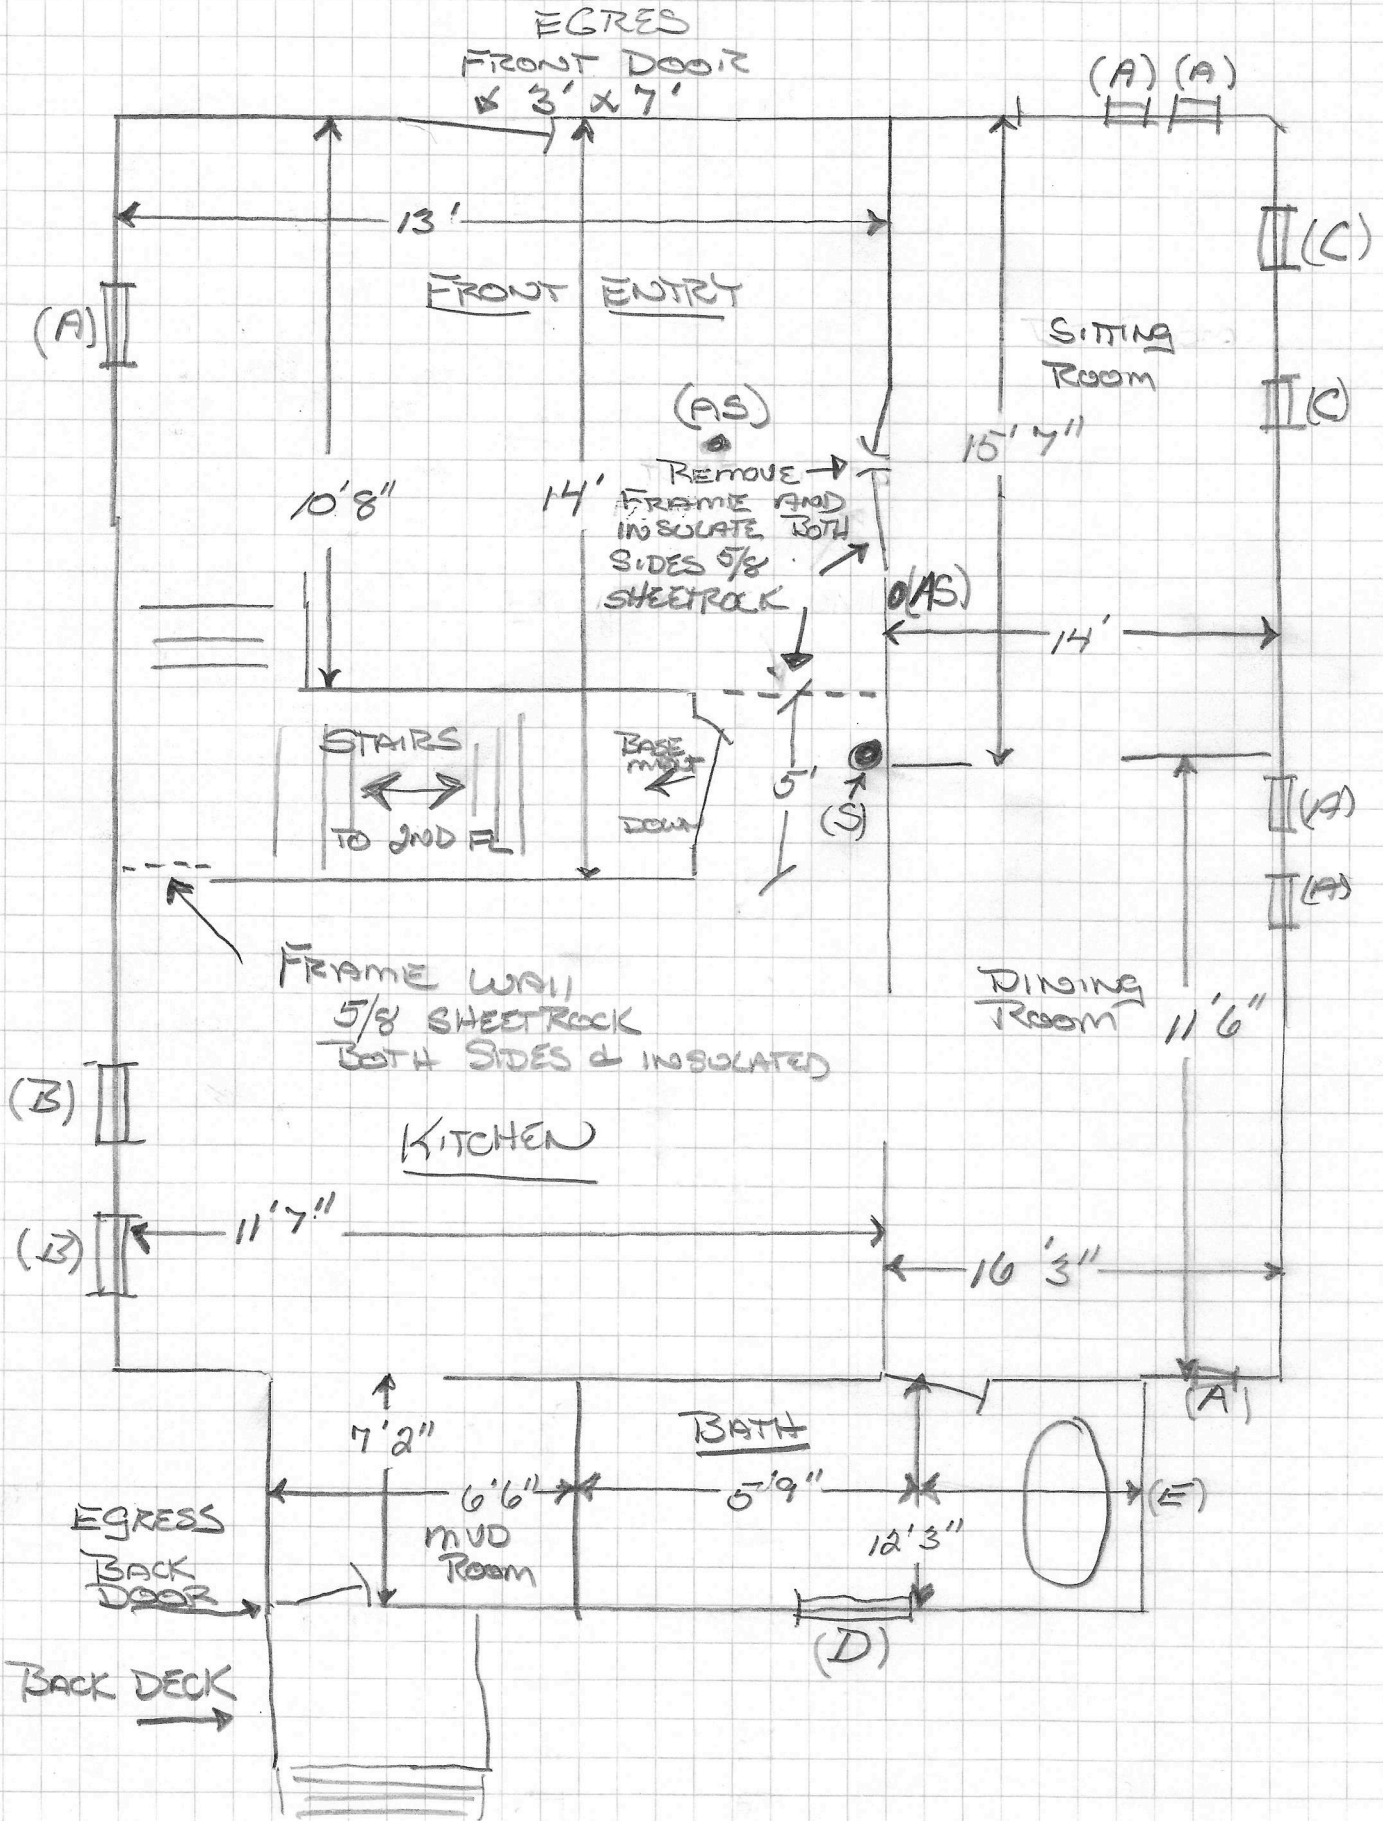 EGRES
FRONT DOOR
3' x 7'
(A) (A)
13'
(C)
FRONT ENTRY
(A)
SITTING
ROOM
(C)
(AS)
15' 7"
REMOVE
10'8"
14'
FRAME AND
INSULATE BOTH
SIDES 5/8
SHEETROCK
(AS)
14'
STAIRS
BASE
MENT
5'
TO 2ND FL
DOWN
(S)
(A)
(A)
FRAME WALL
5/8 SHEETROCK
BOTH SIDES & INSULATED
DINING
ROOM
11'6"
(B)
KITCHEN
11'7"
(B)
16'3"
(A)
7'2"
BATH
6'6"
5'9"
(E)
EGRESS
BACK
DOOR
MUD
ROOM
12'3"
(D)
BACK DECK